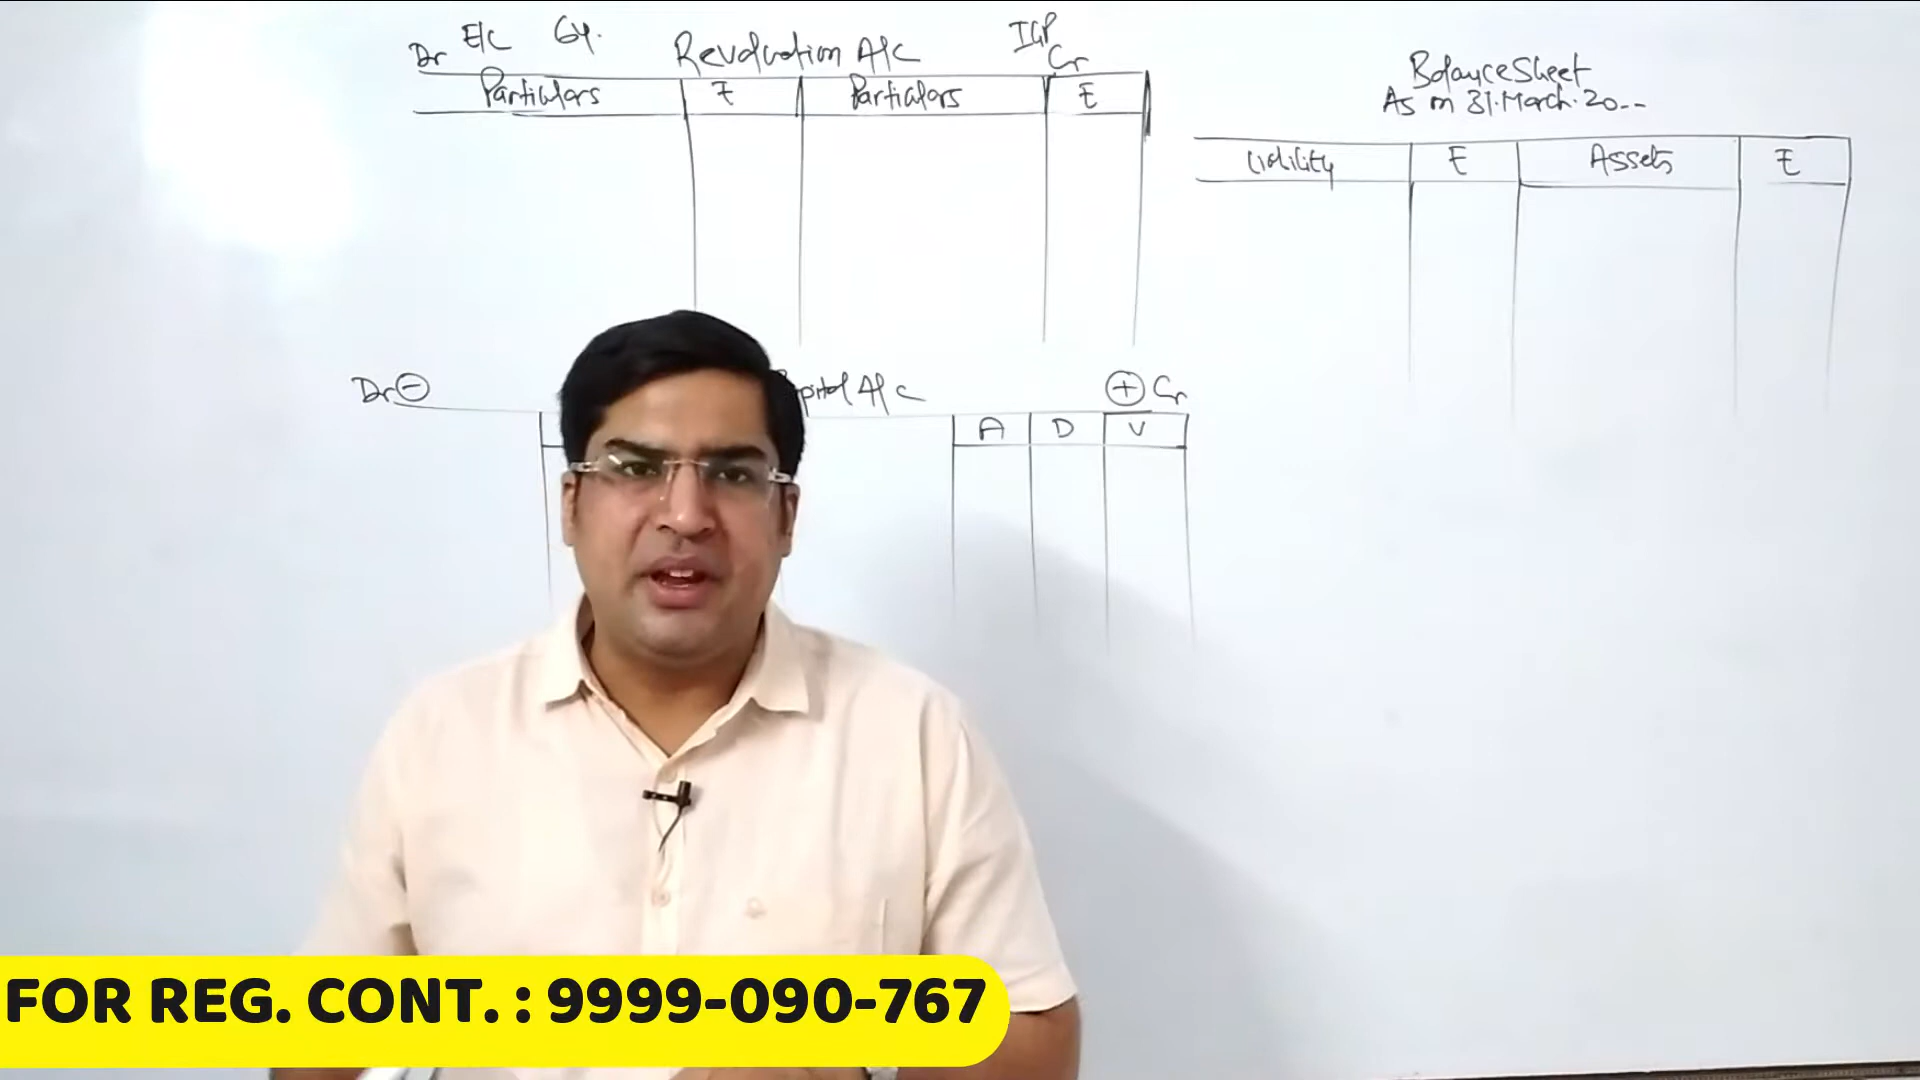 Dr E/C Revaluation A/C IGP Cr
Particulars ₹ Particulars ₹
Balance Sheet
As on 31.March.20--
Liability ₹ Assets ₹
Dr - Capital A/c + Cr
A D V
FOR REG. CONT. : 9999-090-767